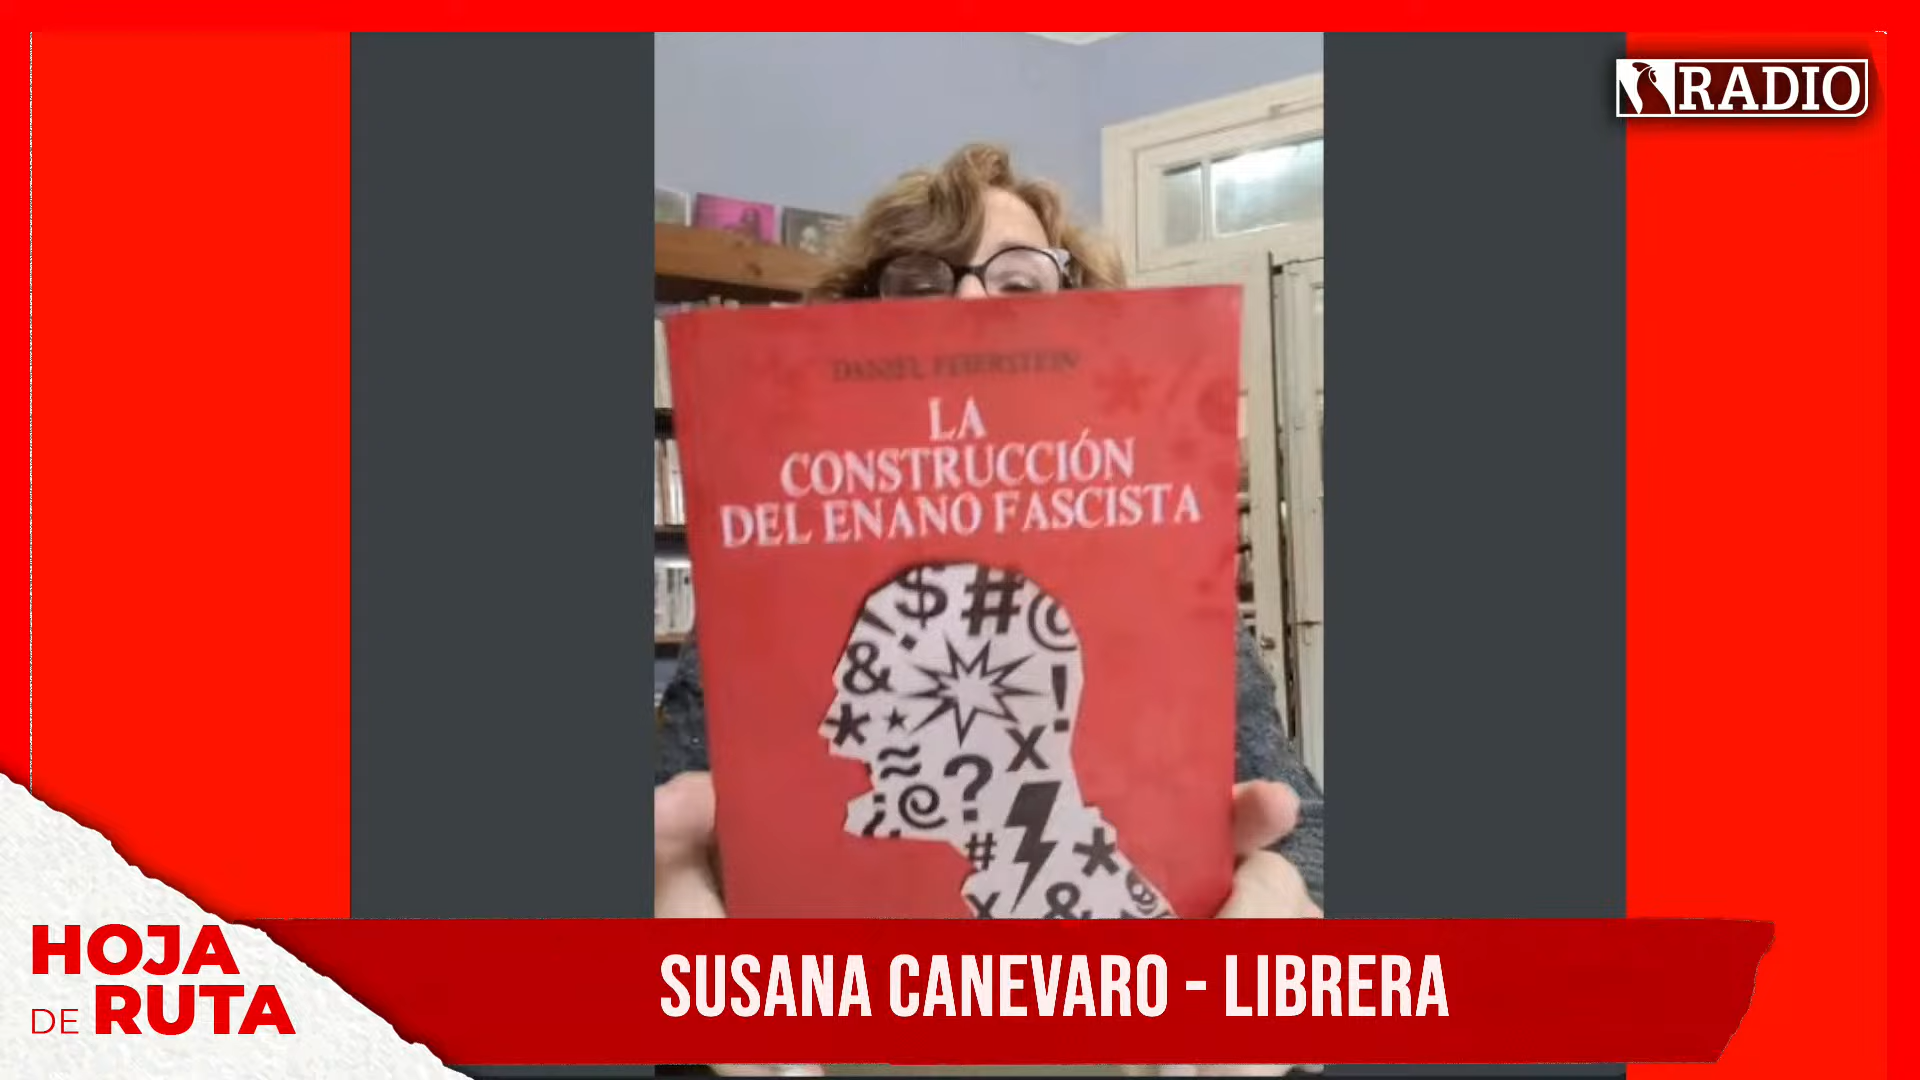 RADIO
DANIEL FEIERSTEIN
LA
CONSTRUCCIÓN
DEL ENANO FASCISTA
HOJA
DE RUTA
SUSANA CANEVARO - LIBRERA